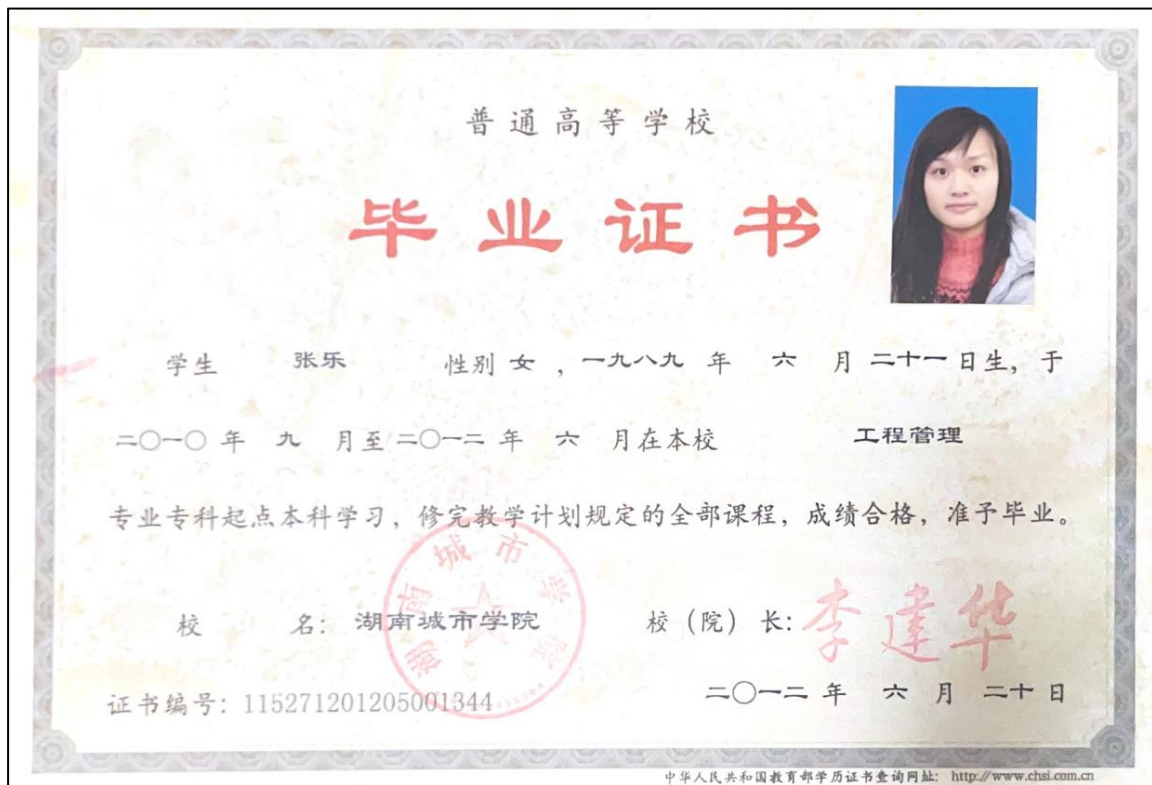 普通高等学校
毕业证书
学生 张乐 性别 女，一九八九 年 六 月 二十一 日生，于
二〇一〇 年 九 月至 二〇一二 年 六 月在本校 工程管理
专业专科起点本科学习，修完教学计划规定的全部课程，成绩合格，准予毕业。
校 名：湖南城市学院 校（院）长：李建华
湖南城市学院
证书编号：115271201205001344 二〇一二 年 六 月 二十 日
中华人民共和国教育部学历证书查询网址：http://www.chsi.com.cn